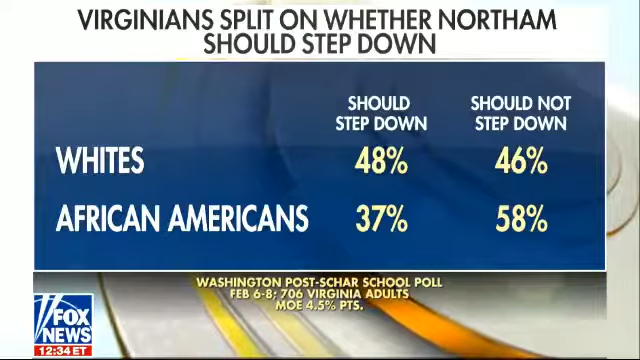 VIRGINIANS SPLIT ON WHETHER NORTHAM
SHOULD STEP DOWN
SHOULD
STEP DOWN
SHOULD NOT
STEP DOWN
WHITES 48% 46%
AFRICAN AMERICANS 37% 58%
WASHINGTON POST-SCHAR SCHOOL POLL
FEB 6-8; 706 VIRGINIA ADULTS
MOE 4.5% PTS.
FOX
NEWS
12:34 ET